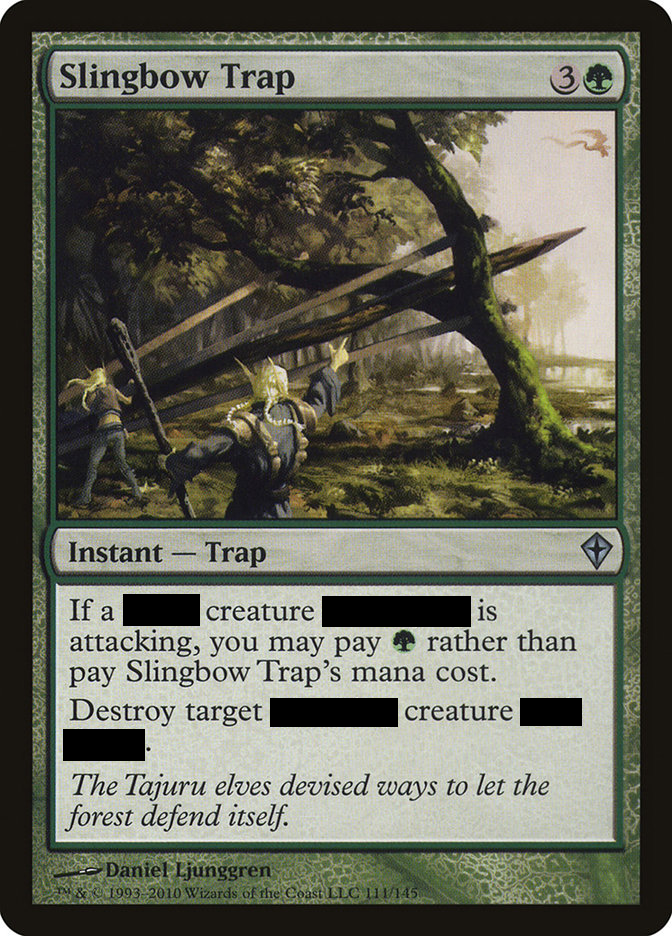 Slingbow Trap 3
Instant — Trap
If a creature is
attacking, you may pay rather than
pay Slingbow Trap's mana cost.
Destroy target creature
.
The Tajuru elves devised ways to let the
forest defend itself.
Daniel Ljunggren
™ & © 1993–2010 Wizards of the Coast LLC 111/145